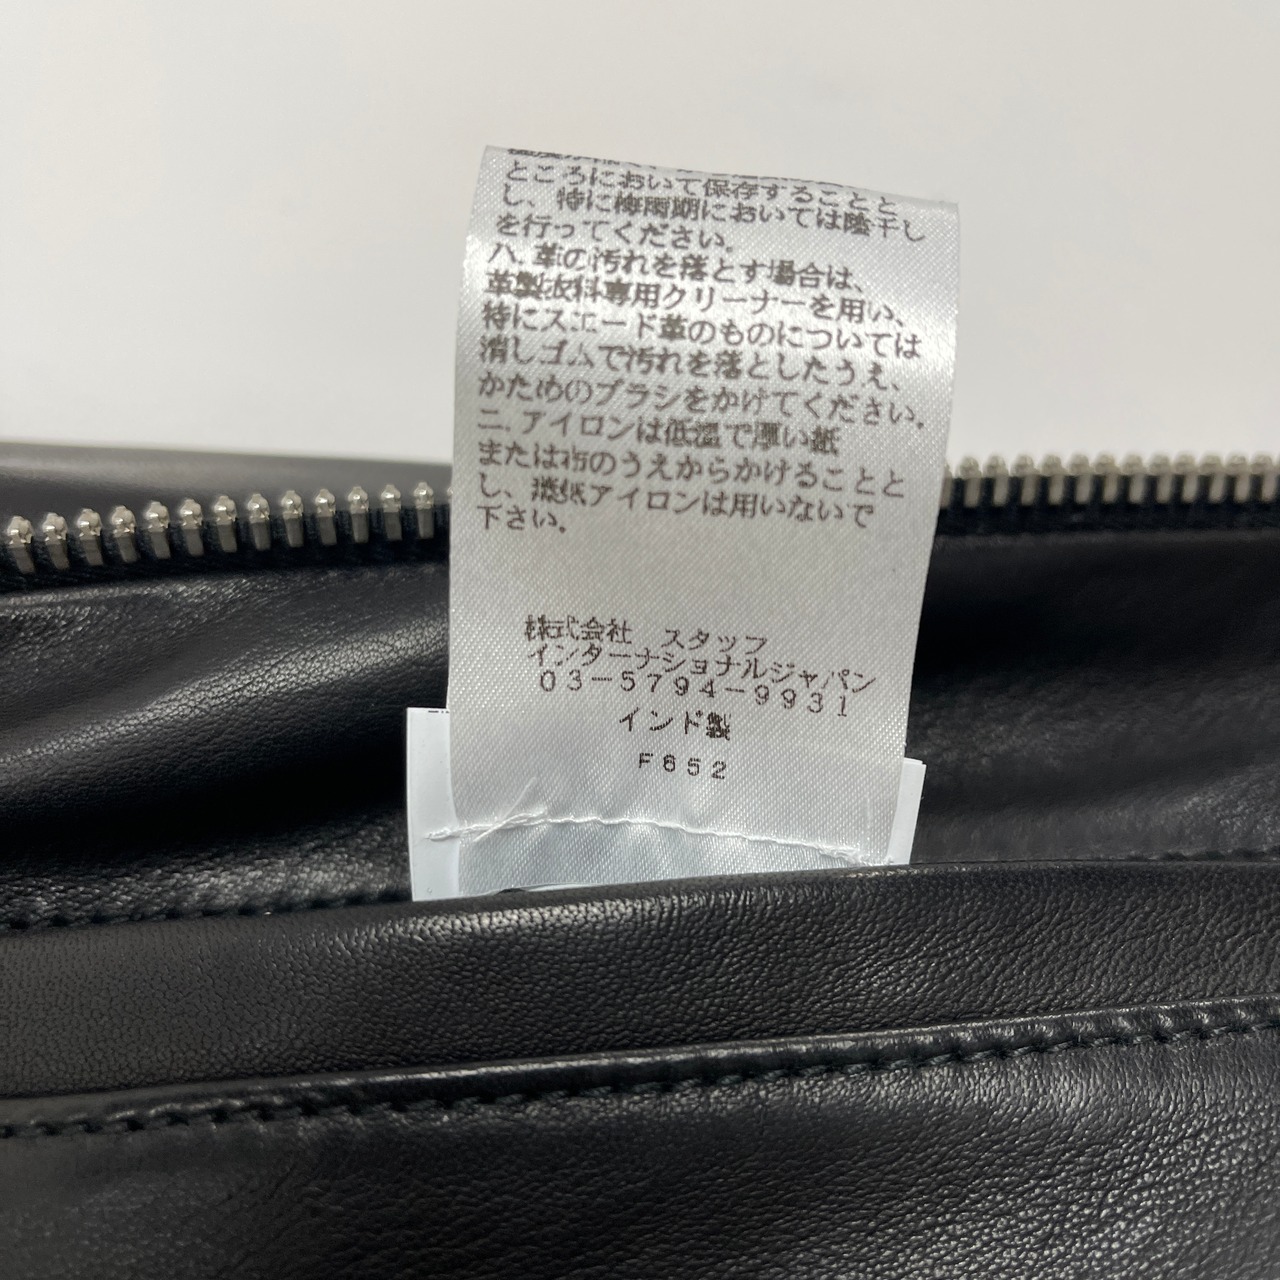 ところにおいて保存することと
し、特に梅雨期においては陰干し
を行ってください。
ハ.革の汚れを落とす場合は、
革製衣料専用クリーナーを用い、
特にスエード革のものについては
消しゴムで汚れを落としたうえ、
かためのブラシをかけてください。
ニ.アイロンは低温で厚い紙
または布のうえからかけることと
し、蒸気アイロンは用いないで
下さい。
株式会社 スタッフ
インターナショナルジャパン
03-5794-9931
インド製
F652